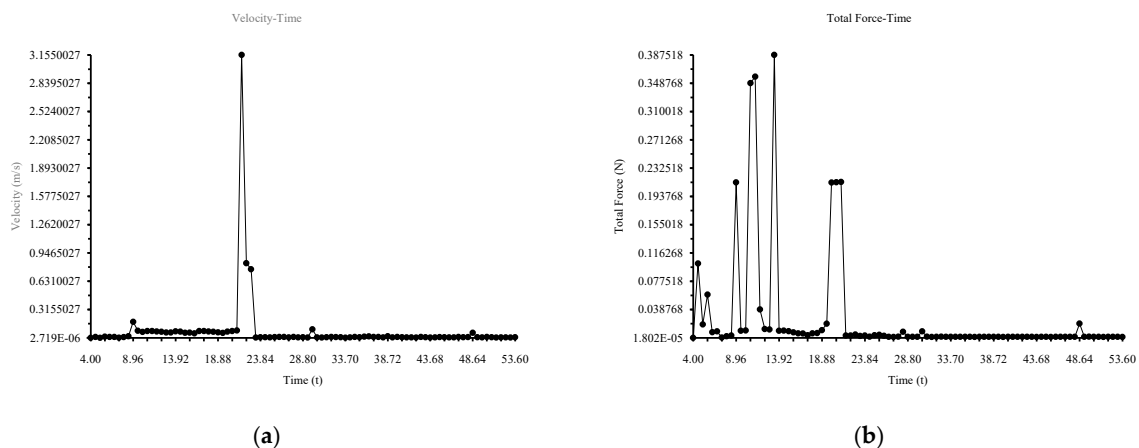 Velocity-Time
3.1550027
2.8395027
2.5240027
2.2085027
1.8930027
1.5775027
1.2620027
0.9465027
0.6310027
0.3155027
2.719E-06
Velocity (m/s)
4.00 8.96 13.92 18.88 23.84 28.80 33.70 38.72 43.68 48.64 53.60
Time (t)
(a)
Total Force-Time
0.387518
0.348768
0.310018
0.271268
0.232518
0.193768
0.155018
0.116268
0.077518
0.038768
1.802E-05
Total Force (N)
4.00 8.96 13.92 18.88 23.84 28.80 33.70 38.72 43.68 48.64 53.60
Time (t)
(b)